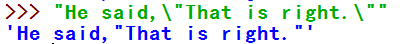 >>> "He said,\"That is right.\""
'He said,"That is right."'